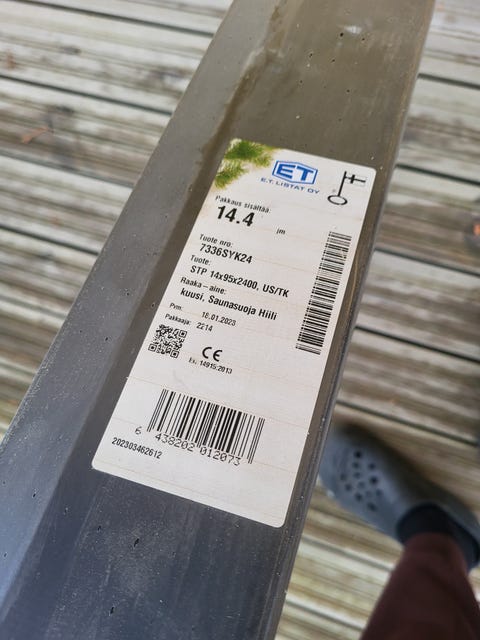 ET
E.T. LISTAT OY
Pakkaus sisältää:
14.4 jm
Tuote nro:
7336SYK24
Tuote:
STP 14x95x2400, US/TK
Raaka-aine:
kuusi, Saunasuoja Hiili
Pvm: 18.01.2023
Pakkaaja: 2214
CE
En 14915:2013
6 438202 012073
202303462612